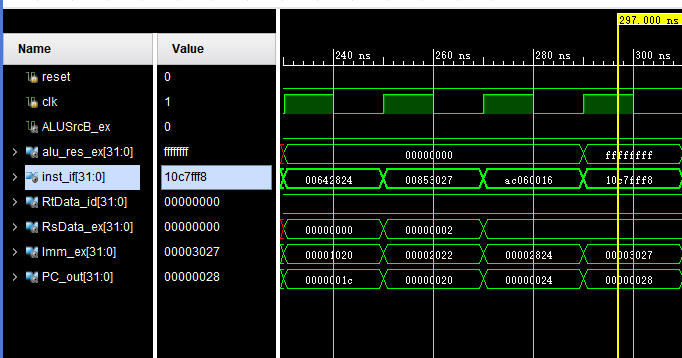 297.000 ns
Name Value
240 ns 260 ns 280 ns 300 ns
reset 0
clk 1
ALUSrcB_ex 0
alu_res_ex[31:0] ffffffff 00000000 ffffffff
inst_if[31:0] 10c7fff8 00642824 00853027 ac060016 10c7fff8
RtData_id[31:0] 00000000
RsData_ex[31:0] 00000000 00000000 00000002
Imm_ex[31:0] 00003027 00001020 00002022 00002824 00003027
PC_out[31:0] 00000028 0000001c 00000020 00000024 00000028